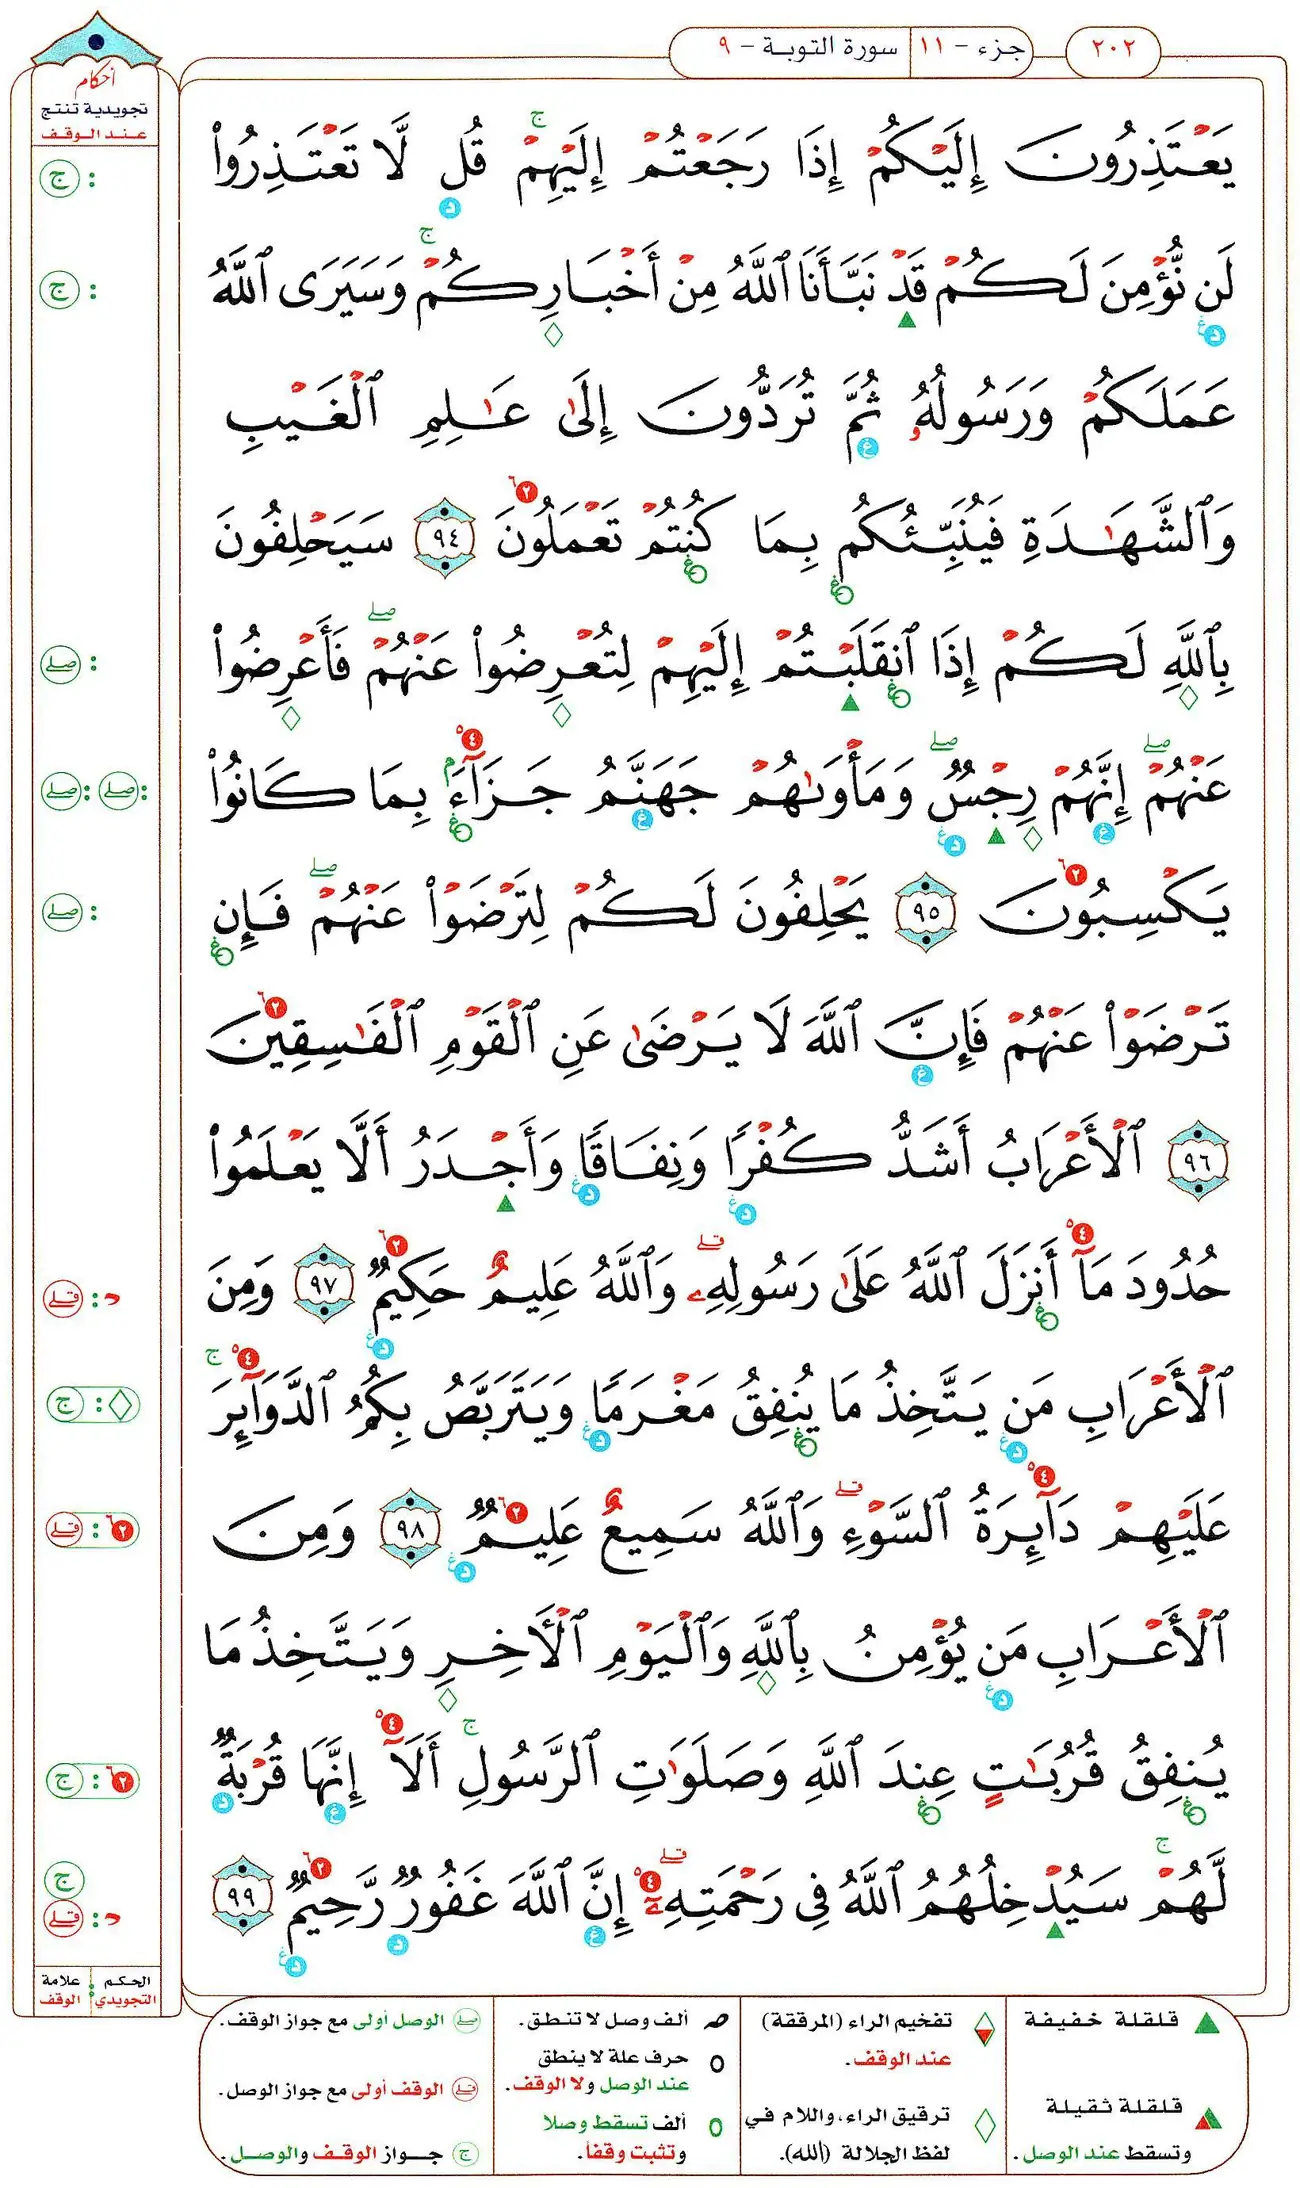 ٢٠٢
جزء - ١١ سورة التوبة - ٩
أحكام
تجويدية تنتج
عند الوقف
يَعْتَذِرُونَ إِلَيْكُمْ إِذَا رَجَعْتُمْ إِلَيْهِمْ ۚ قُل لَّا تَعْتَذِرُوا۟
لَن نُّؤْمِنَ لَكُمْ قَدْ نَبَّأَنَا ٱللَّهُ مِنْ أَخْبَارِكُمْ ۚ وَسَيَرَى ٱللَّهُ
عَمَلَكُمْ وَرَسُولُهُۥ ثُمَّ تُرَدُّونَ إِلَىٰ عَـٰلِمِ ٱلْغَيْبِ
وَٱلشَّهَـٰدَةِ فَيُنَبِّئُكُم بِمَا كُنتُمْ تَعْمَلُونَ ٩٤ سَيَحْلِفُونَ
بِٱللَّهِ لَكُمْ إِذَا ٱنقَلَبْتُمْ إِلَيْهِمْ لِتُعْرِضُوا۟ عَنْهُمْ ۖ فَأَعْرِضُوا۟
عَنْهُمْ ۖ إِنَّهُمْ رِجْسٌ ۖ وَمَأْوَىٰهُمْ جَهَنَّمُ جَزَآءًۢ بِمَا كَانُوا۟
يَكْسِبُونَ ٩٥ يَحْلِفُونَ لَكُمْ لِتَرْضَوْا۟ عَنْهُمْ ۖ فَإِن
تَرْضَوْا۟ عَنْهُمْ فَإِنَّ ٱللَّهَ لَا يَرْضَىٰ عَنِ ٱلْقَوْمِ ٱلْفَـٰسِقِينَ
٩٦ ٱلْأَعْرَابُ أَشَدُّ كُفْرًا وَنِفَاقًا وَأَجْدَرُ أَلَّا يَعْلَمُوا۟
حُدُودَ مَآ أَنزَلَ ٱللَّهُ عَلَىٰ رَسُولِهِۦ ۗ وَٱللَّهُ عَلِيمٌ حَكِيمٌ ٩٧ وَمِنَ
ٱلْأَعْرَابِ مَن يَتَّخِذُ مَا يُنفِقُ مَغْرَمًا وَيَتَرَبَّصُ بِكُمُ ٱلدَّوَآئِرَ ۚ
عَلَيْهِمْ دَآئِرَةُ ٱلسَّوْءِ ۗ وَٱللَّهُ سَمِيعٌ عَلِيمٌ ٩٨ وَمِنَ
ٱلْأَعْرَابِ مَن يُؤْمِنُ بِٱللَّهِ وَٱلْيَوْمِ ٱلْأَخِرِ وَيَتَّخِذُ مَا
يُنفِقُ قُرُبَـٰتٍ عِندَ ٱللَّهِ وَصَلَوَٰتِ ٱلرَّسُولِ ۚ أَلَآ إِنَّهَا قُرْبَةٌ
لَّهُمْ ۚ سَيُدْخِلُهُمُ ٱللَّهُ فِى رَحْمَتِهِۦٓ ۗ إِنَّ ٱللَّهَ غَفُورٌ رَّحِيمٌ ٩٩
الحكم التجويدي : علامة الوقف
قلقلة خفيفة
قلقلة ثقيلة
وتسقط عند الوصل.
تفخيم الراء (المرققة)
عند الوقف.
ترقيق الراء، واللام في
لفظ الجلالة (الله).
ألف وصل لا تنطق.
حرف علة لا ينطق
عند الوصل ولا الوقف.
ألف تسقط وصلا
وتثبت وقفاً.
صلے الوصل أولى مع جواز الوقف.
قلے الوقف أولى مع جواز الوصل.
ج جواز الوقف والوصل.